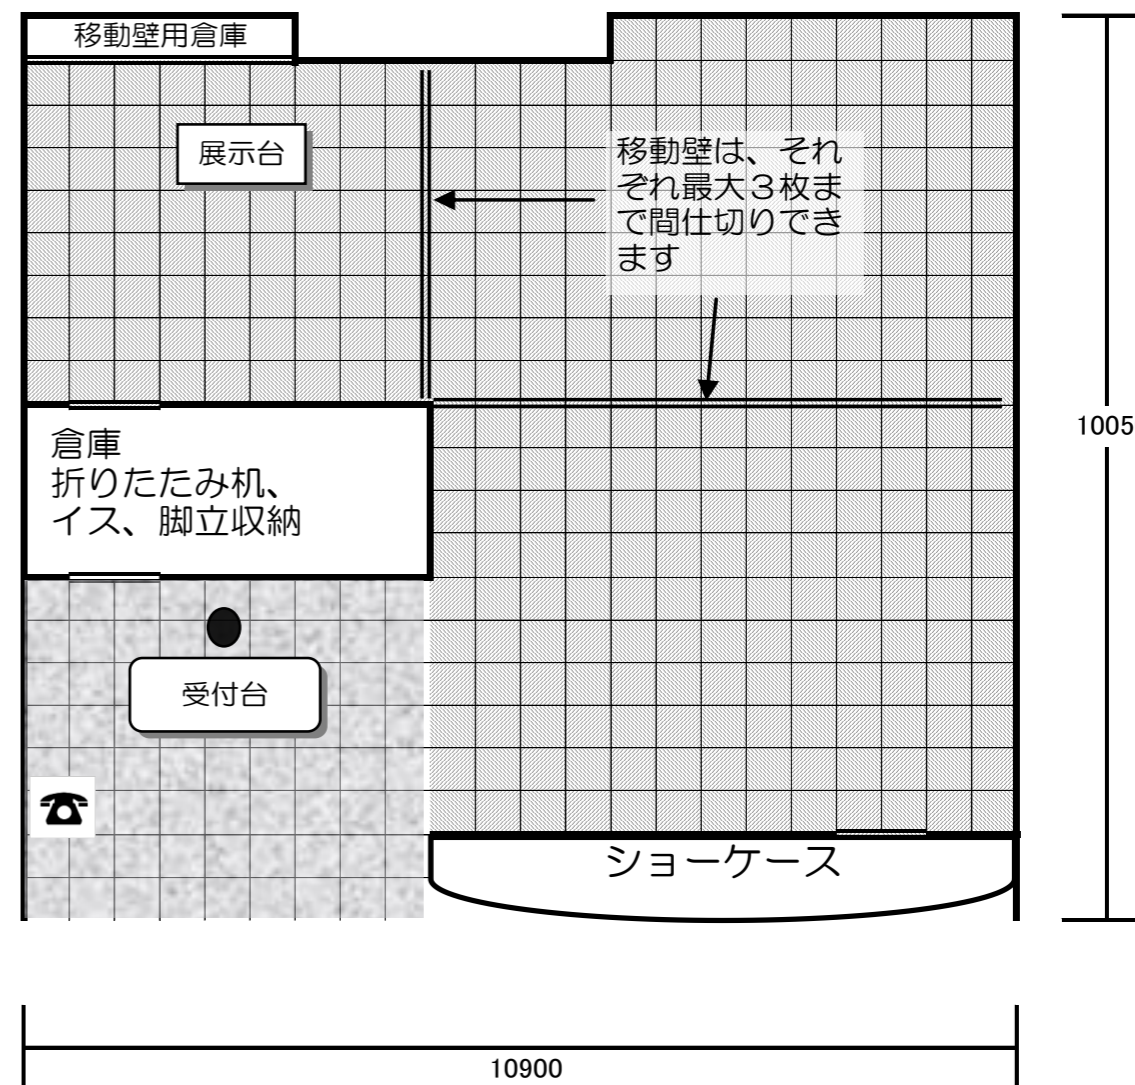 移動壁用倉庫
展示台
移動壁は、それ
ぞれ最大３枚ま
で間仕切りでき
ます
1005
倉庫
折りたたみ机、
イス、脚立収納
受付台
ショーケース
10900